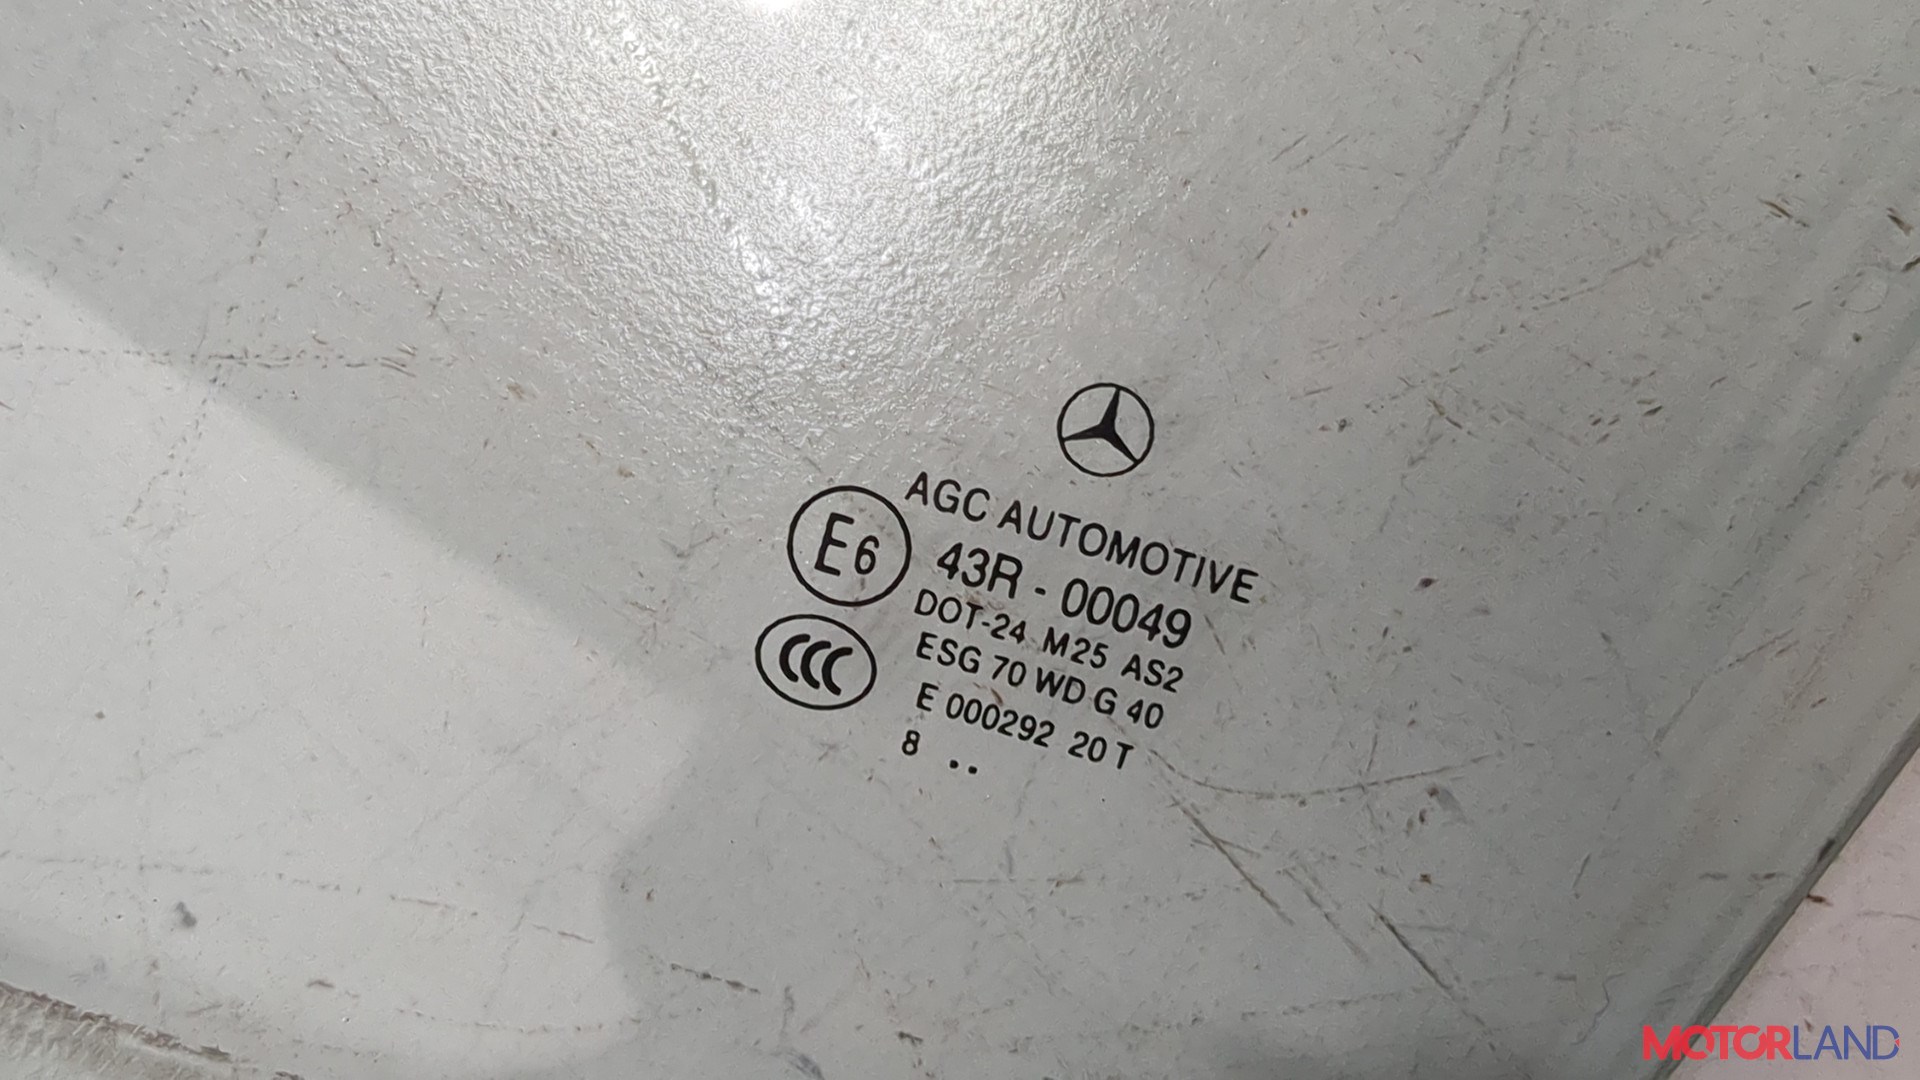 AGC AUTOMOTIVE
E6 43R - 00049
DOT-24 M25 AS2
CCC ESG 70 WD G 40
E 000292 20 T
8 ..
MOTORLAND